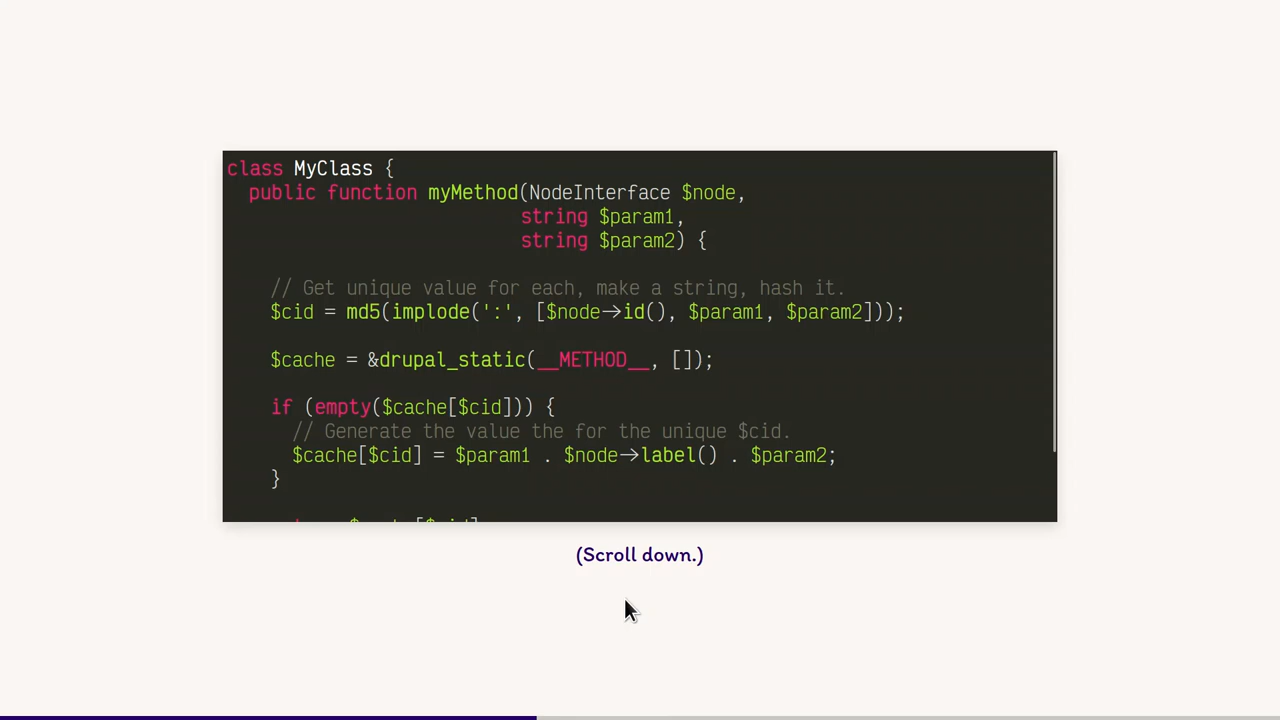 class MyClass {
public function myMethod(NodeInterface $node,
string $param1,
string $param2) {
// Get unique value for each, make a string, hash it.
$cid = md5(implode(':', [$node->id(), $param1, $param2]));
$cache = &drupal_static(__METHOD__, []);
if (empty($cache[$cid])) {
// Generate the value the for the unique $cid.
$cache[$cid] = $param1 . $node->label() . $param2;
}
(Scroll down.)